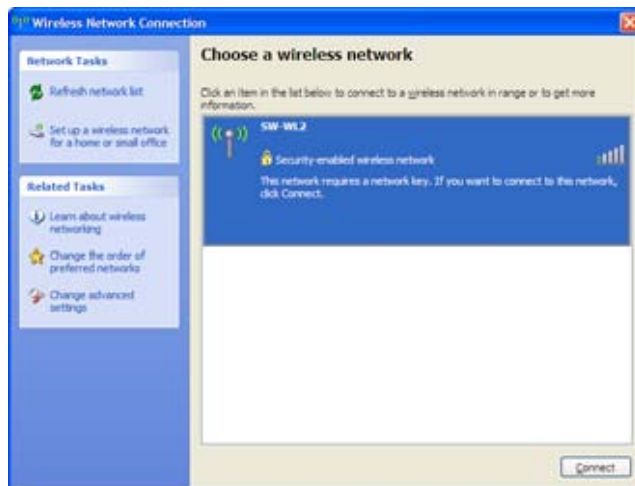 Wireless Network Connection
Network Tasks
Refresh network list
Set up a wireless network
for a home or small office
Related Tasks
Learn about wireless
networking
Change the order of
preferred networks
Change advanced
settings
Choose a wireless network
Click an item in the list below to connect to a wireless network in range or to get more
information.
SW-WL2
Security-enabled wireless network
This network requires a network key. If you want to connect to this network,
click Connect.
Connect